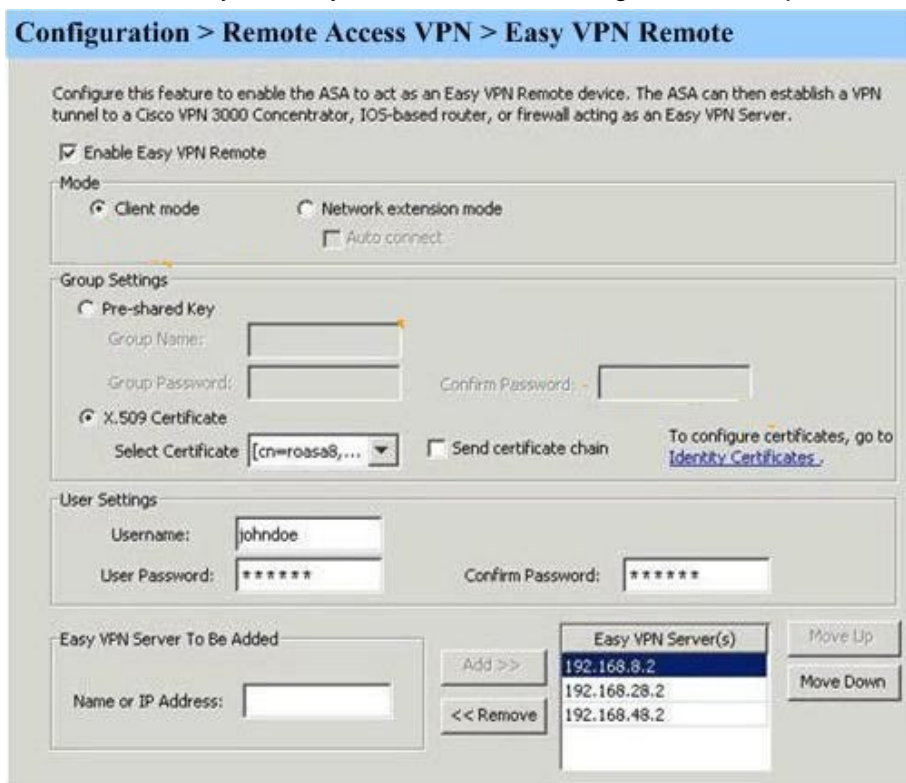 Configuration > Remote Access VPN > Easy VPN Remote
Configure this feature to enable the ASA to act as an Easy VPN Remote device. The ASA can then establish a VPN
tunnel to a Cisco VPN 3000 Concentrator, IOS-based router, or firewall acting as an Easy VPN Server.
Enable Easy VPN Remote
Mode
Client mode Network extension mode
Auto connect
Group Settings
Pre-shared Key
Group Name:
Group Password: Confirm Password:
X.509 Certificate
Select Certificate [cn=roasa8,... Send certificate chain To configure certificates, go to
Identity Certificates.
User Settings
Username: johndoe
User Password: ****** Confirm Password: ******
Easy VPN Server To Be Added
Name or IP Address:
Add >>
<< Remove
Easy VPN Server(s)
192.168.8.2
192.168.28.2
192.168.48.2
Move Up
Move Down